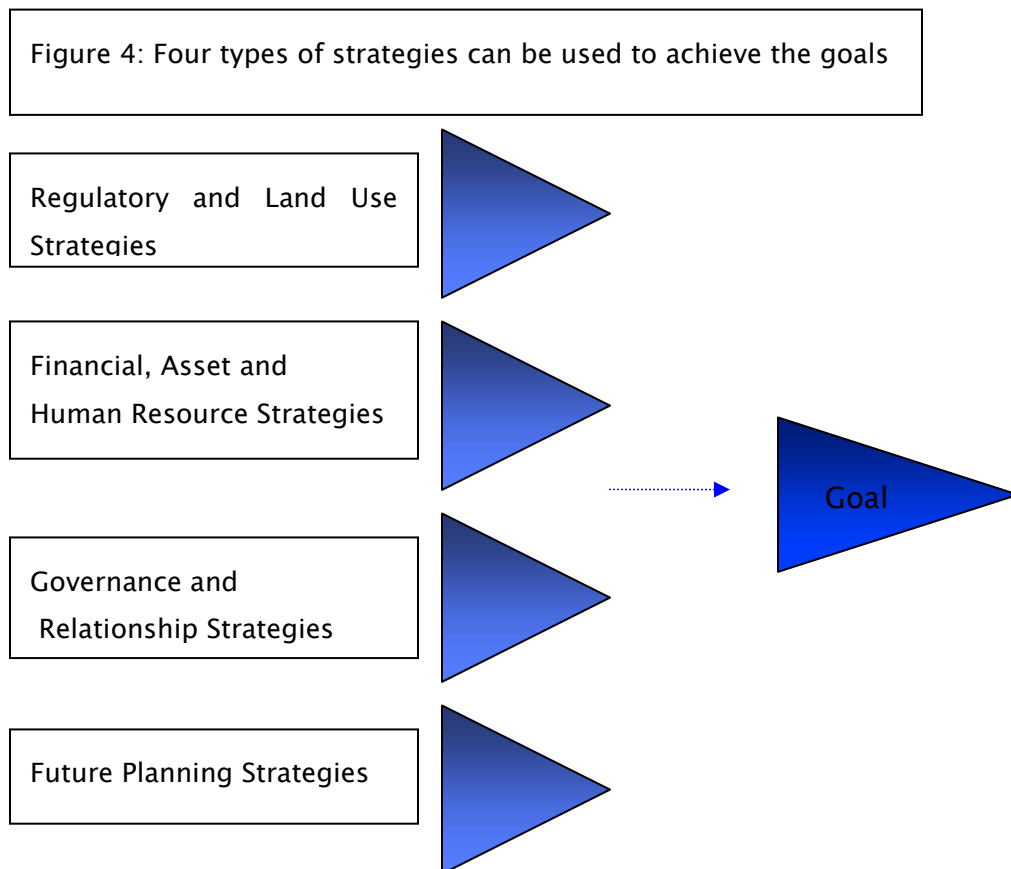 Figure 4: Four types of strategies can be used to achieve the goals
Regulatory and Land Use
Strategies
Financial, Asset and
Human Resource Strategies
Goal
Governance and
Relationship Strategies
Future Planning Strategies